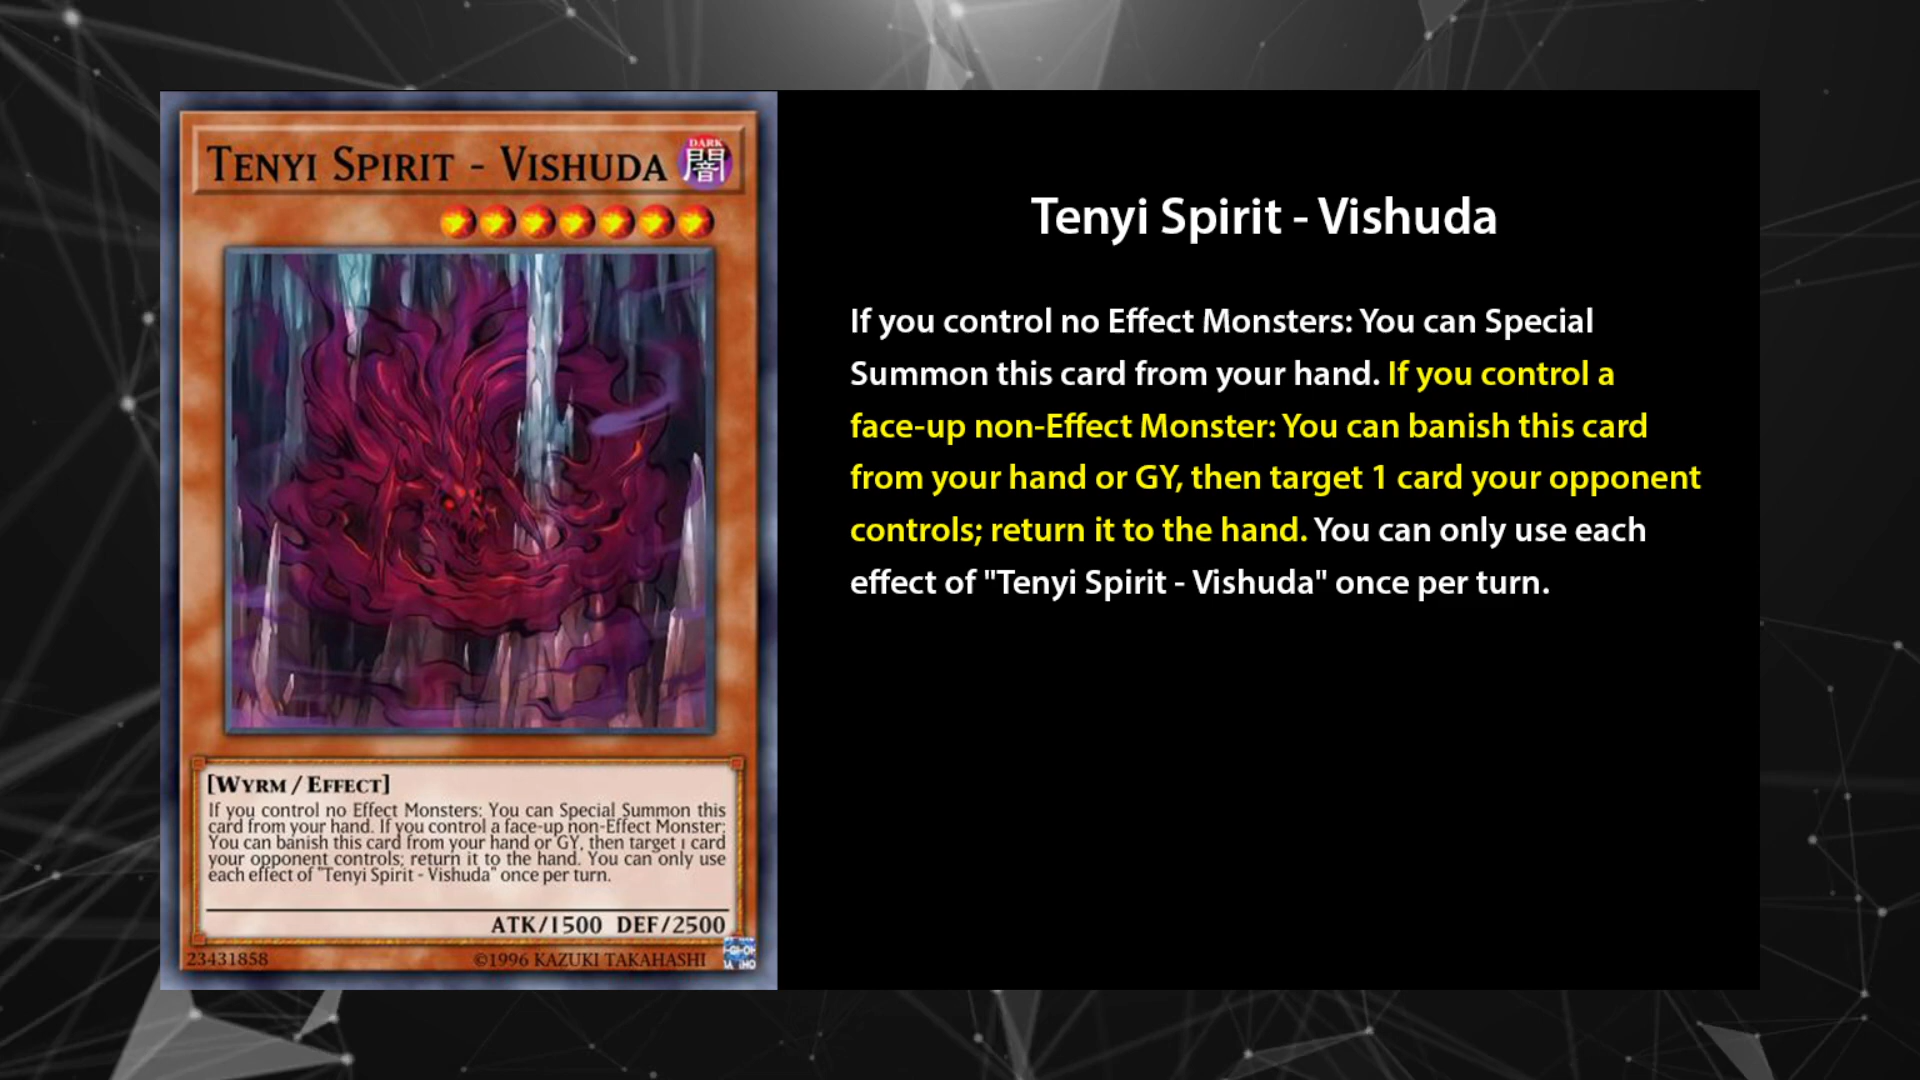 Tenyi Spirit - Vishuda
DARK
闇
[Wyrm / Effect]
If you control no Effect Monsters: You can Special Summon this
card from your hand. If you control a face-up non-Effect Monster:
You can banish this card from your hand or GY, then target 1 card
your opponent controls; return it to the hand. You can only use
each effect of "Tenyi Spirit - Vishuda" once per turn.
ATK/1500 DEF/2500
23431858
©1996 KAZUKI TAKAHASHI
Tenyi Spirit - Vishuda
If you control no Effect Monsters: You can Special
Summon this card from your hand. If you control a
face-up non-Effect Monster: You can banish this card
from your hand or GY, then target 1 card your opponent
controls; return it to the hand. You can only use each
effect of "Tenyi Spirit - Vishuda" once per turn.